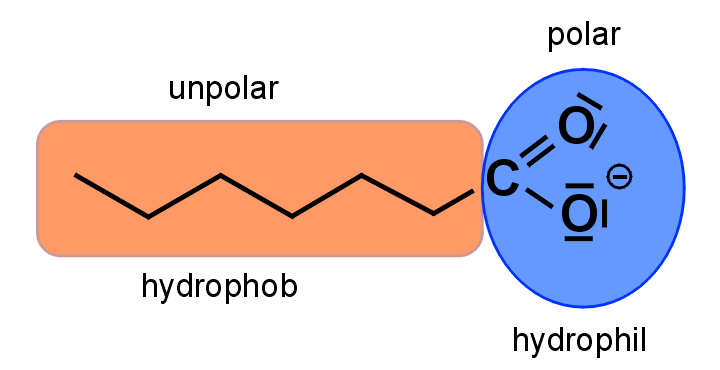 polar
unpolar
O
C
⊖
O
hydrophob
hydrophil